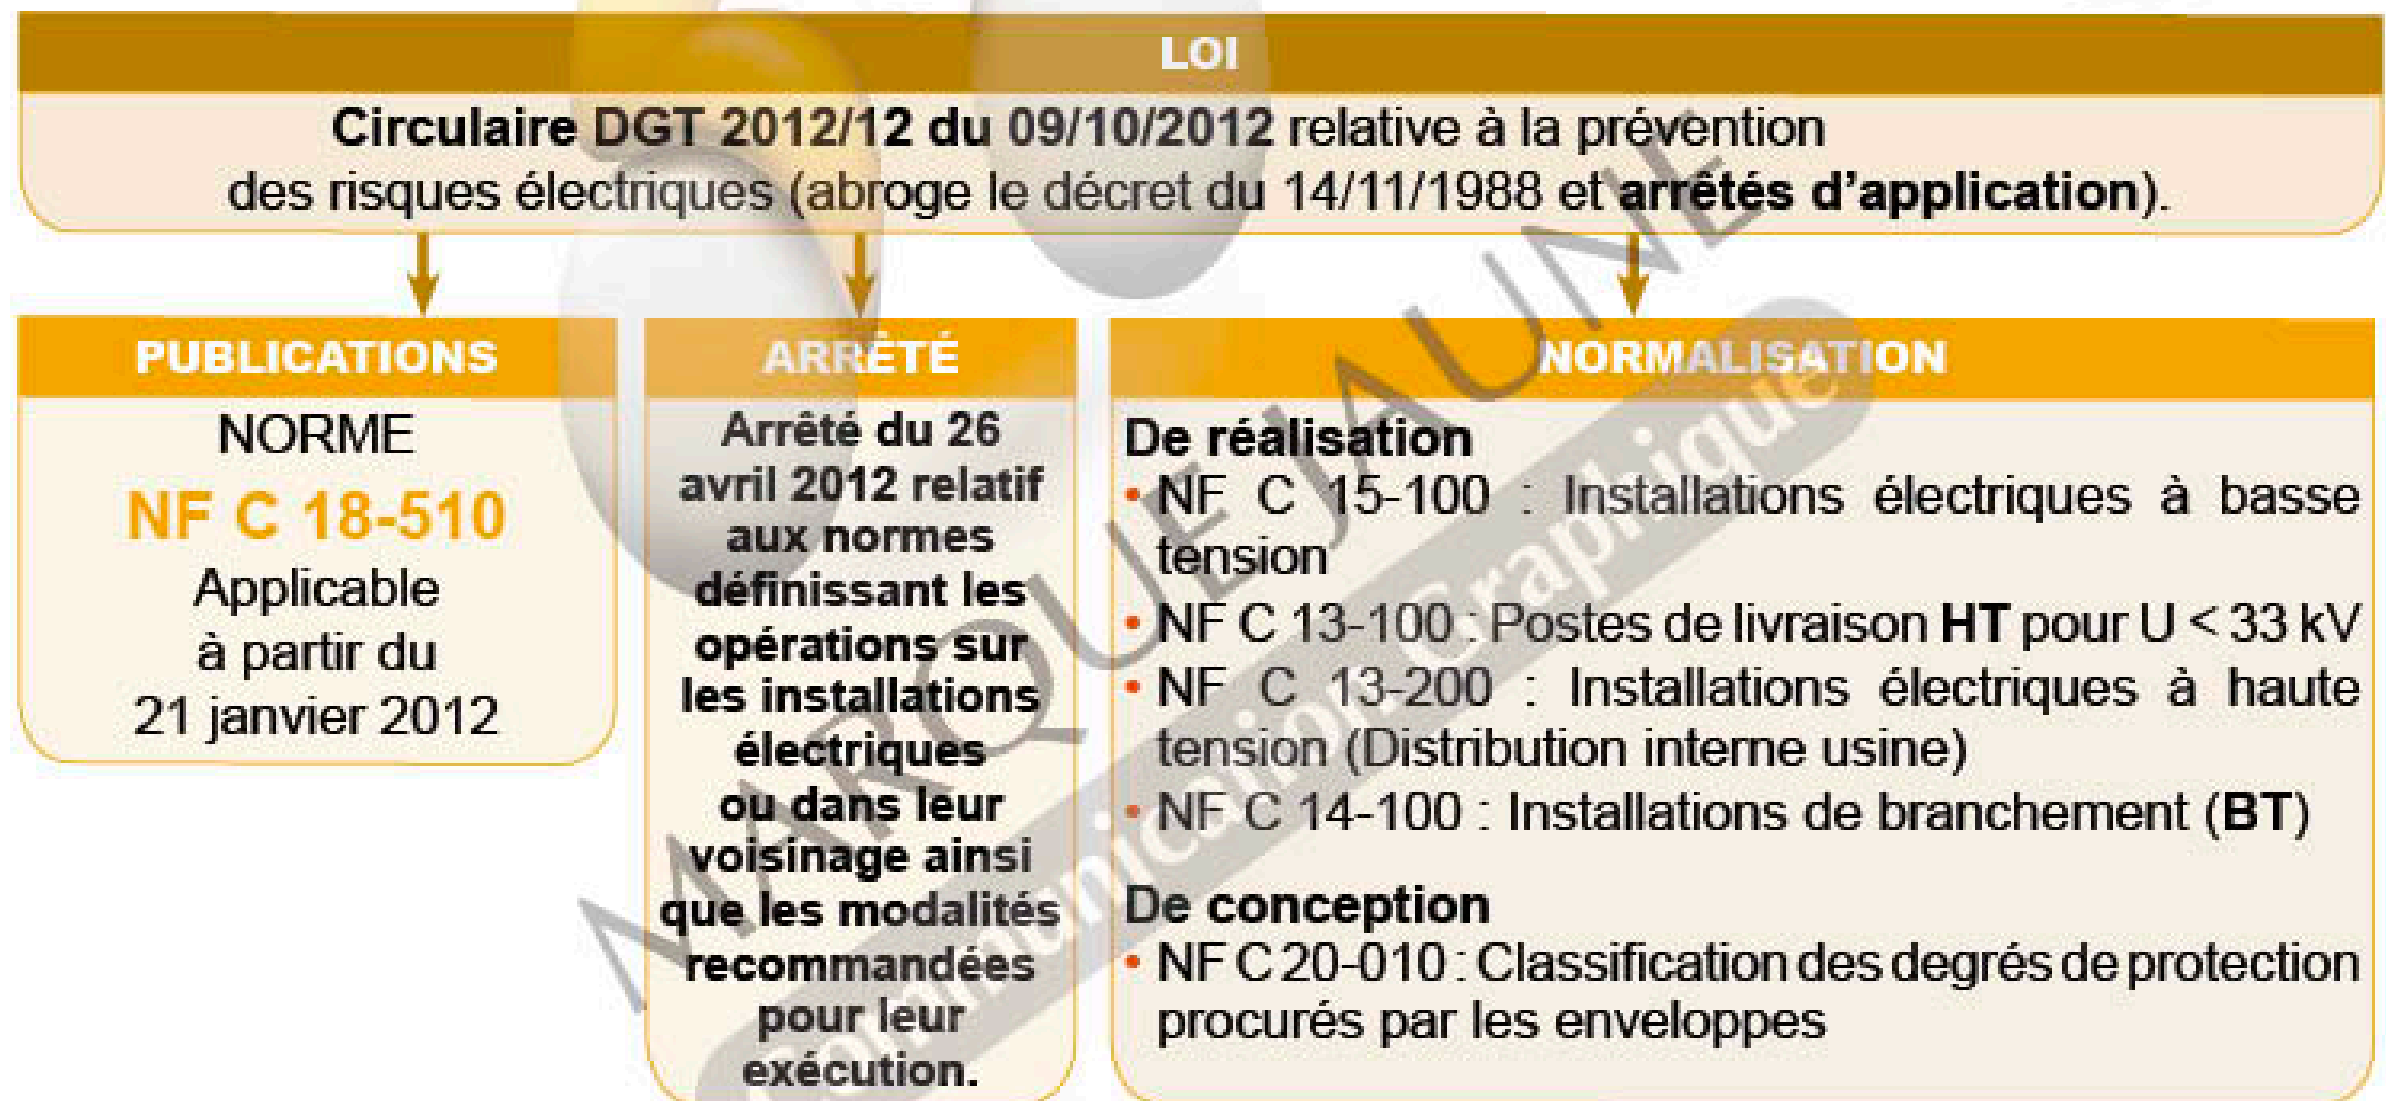 LOI
Circulaire DGT 2012/12 du 09/10/2012 relative à la prévention
des risques électriques (abroge le décret du 14/11/1988 et arrêtés d'application).
PUBLICATIONS
NORME
NF C 18-510
Applicable
à partir du
21 janvier 2012
ARRÊTÉ
Arrêté du 26
avril 2012 relatif
aux normes
définissant les
opérations sur
les installations
électriques
ou dans leur
voisinage ainsi
que les modalités
recommandées
pour leur
exécution.
NORMALISATION
De réalisation
• NF C 15-100 : Installations électriques à basse
tension
• NF C 13-100 : Postes de livraison HT pour U < 33 kV
• NF C 13-200 : Installations électriques à haute
tension (Distribution interne usine)
• NF C 14-100 : Installations de branchement (BT)
De conception
• NF C 20-010 : Classification des degrés de protection
procurés par les enveloppes
MARQUE JAUNE
Communication Graphique